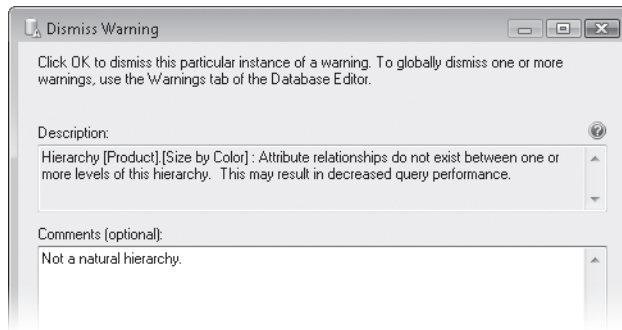 Dismiss Warning
Click OK to dismiss this particular instance of a warning. To globally dismiss one or more
warnings, use the Warnings tab of the Database Editor.
Description:
Hierarchy [Product].[Size by Color] : Attribute relationships do not exist between one or
more levels of this hierarchy.  This may result in decreased query performance.
Comments (optional):
Not a natural hierarchy.